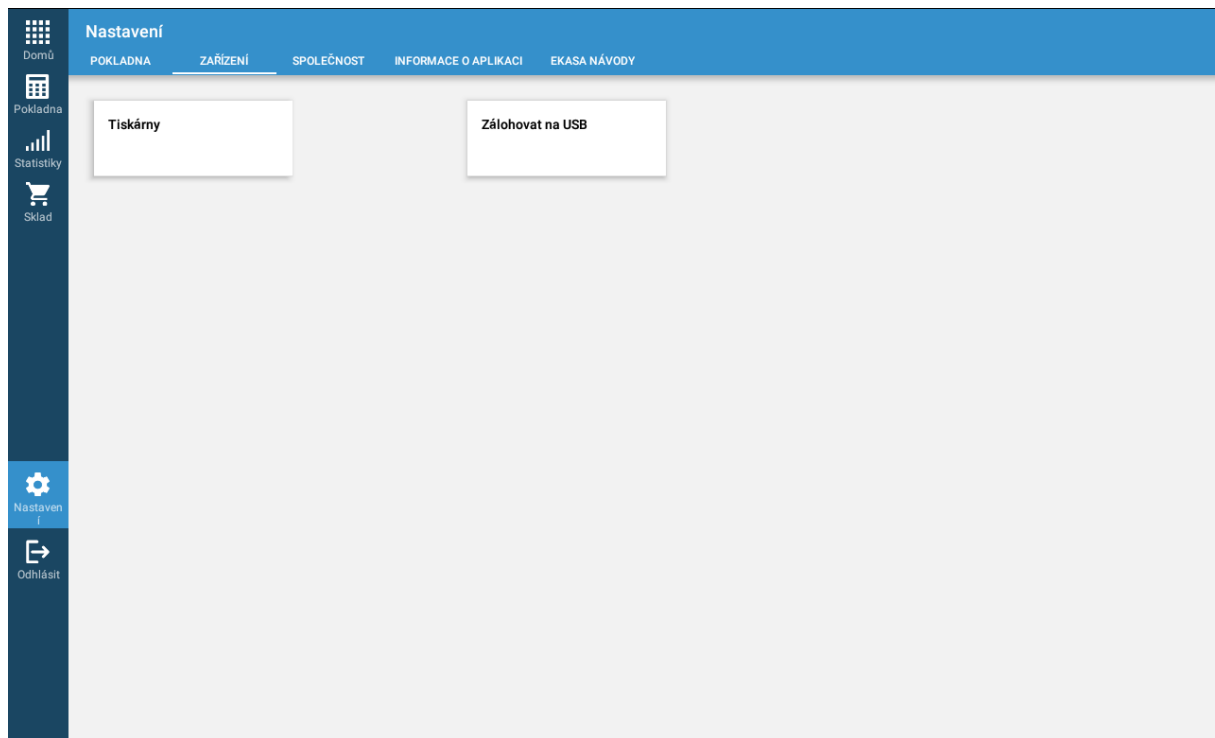 Domů
Pokladna
Statistiky
Sklad
Nastaven
í
Odhlásit
Nastavení
POKLADNA ZAŘÍZENÍ SPOLEČNOST INFORMACE O APLIKACI EKASA NÁVODY
Tiskárny
Zálohovat na USB